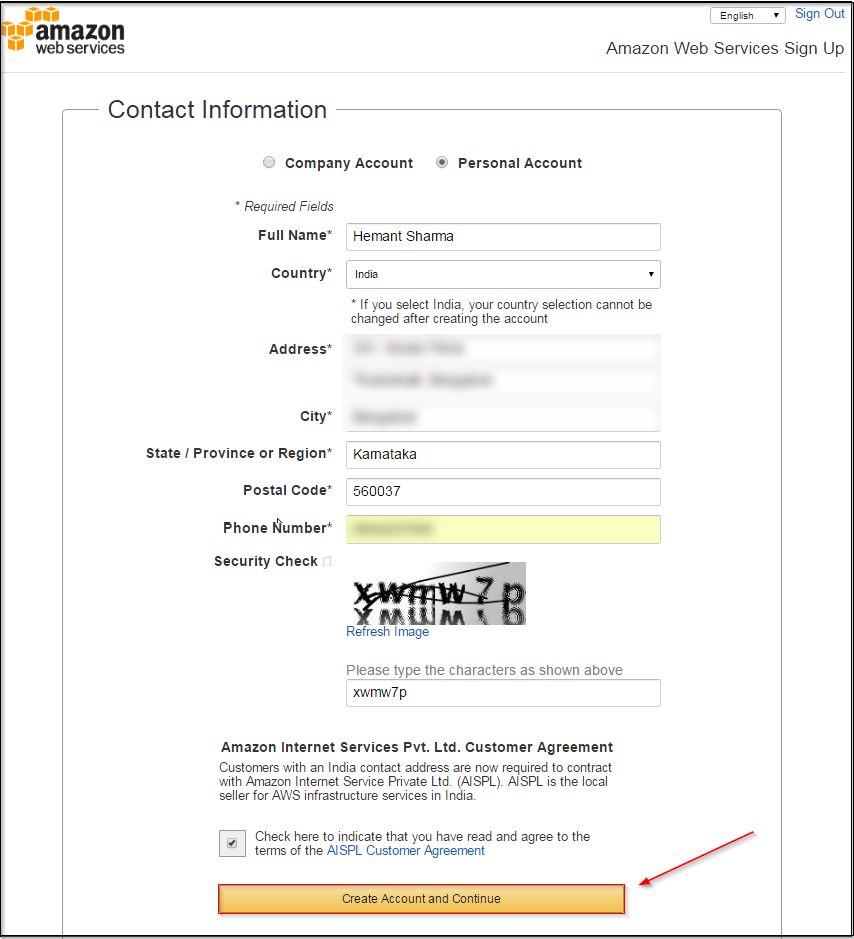 amazon
web services
English
Sign Out
Amazon Web Services Sign Up
Contact Information
Company Account
Personal Account
* Required Fields
Full Name*
Hemant Sharma
Country*
India
* If you select India, your country selection cannot be
changed after creating the account
Address*
City*
State / Province or Region*
Karnataka
Postal Code*
560037
Phone Number*
Security Check
xwmw7p
Refresh Image
Please type the characters as shown above
xwmw7p
Amazon Internet Services Pvt. Ltd. Customer Agreement
Customers with an India contact address are now required to contract
with Amazon Internet Service Private Ltd. (AISPL). AISPL is the local
seller for AWS infrastructure services in India.
Check here to indicate that you have read and agree to the
terms of the AISPL Customer Agreement
Create Account and Continue